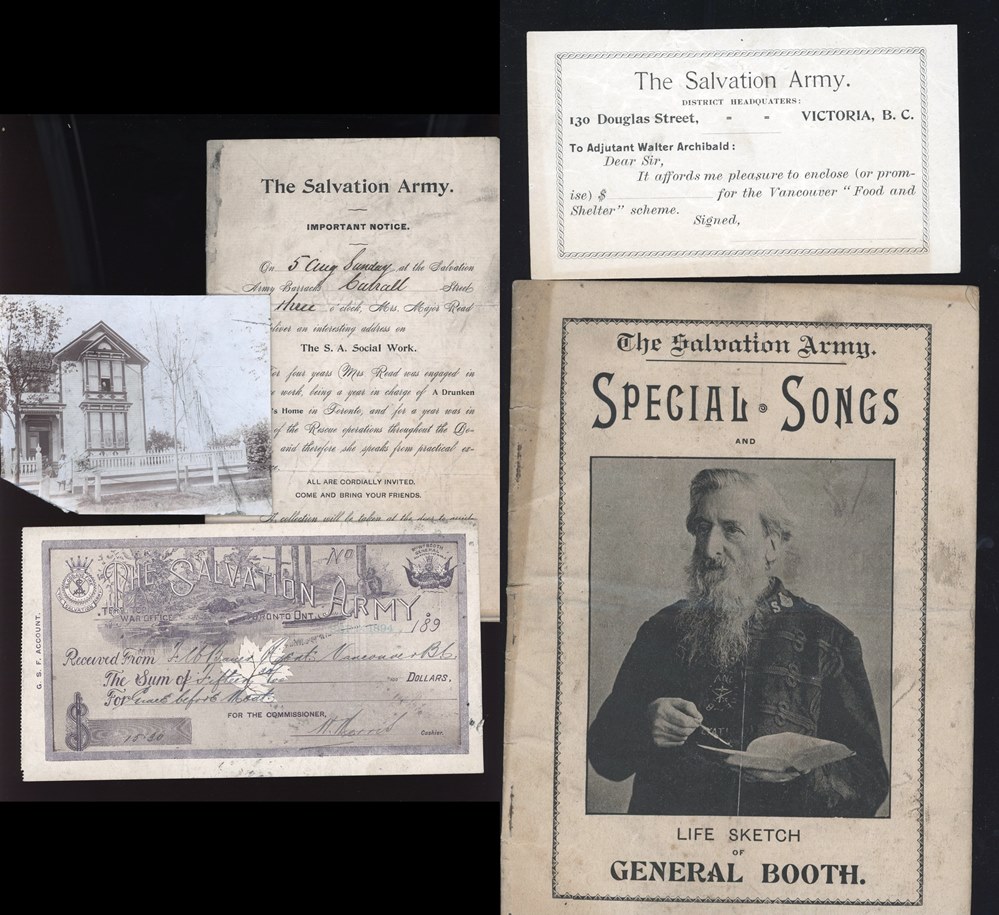 The Salvation Army.
IMPORTANT NOTICE.
On 5 Aug Sunday at the Salvation
Army Barracks Street
three o'clock, Mrs. Major Read
an interesting address on
The S. A. Social Work.
four years Mrs Read was engaged in
work, being a year in charge of A Drunken
Home in Toronto, and for a year was in
of the Rescue operations throughout the Do-
and therefore she speaks from practical ex-
ALL ARE CORDIALLY INVITED.
COME AND BRING YOUR FRIENDS.
A collection will be taken at the door to
G. S. F. ACCOUNT.
No
THE SALVATION ARMY
WAR OFFICE
TORONTO ONT.
189
Received From Vancouver B.C.
The Sum of Fifteen DOLLARS,
For
FOR THE COMMISSIONER,
$
Cashier.
The Salvation Army.
DISTRICT HEADQUATERS:
130 Douglas Street, - - VICTORIA, B. C.
To Adjutant Walter Archibald:
Dear Sir,
It affords me pleasure to enclose (or prom-
ise) $ for the Vancouver "Food and
Shelter" scheme.
Signed,
The Salvation Army.
SPECIAL SONGS
AND
S
LIFE SKETCH
OF
GENERAL BOOTH.